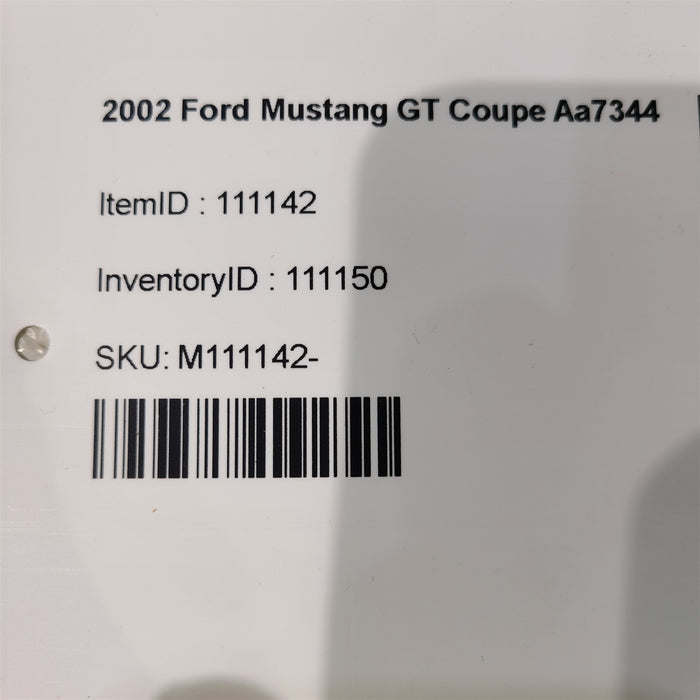 2002 Ford Mustang GT Coupe Aa7344
ItemID : 111142
InventoryID : 111150
SKU: M111142-